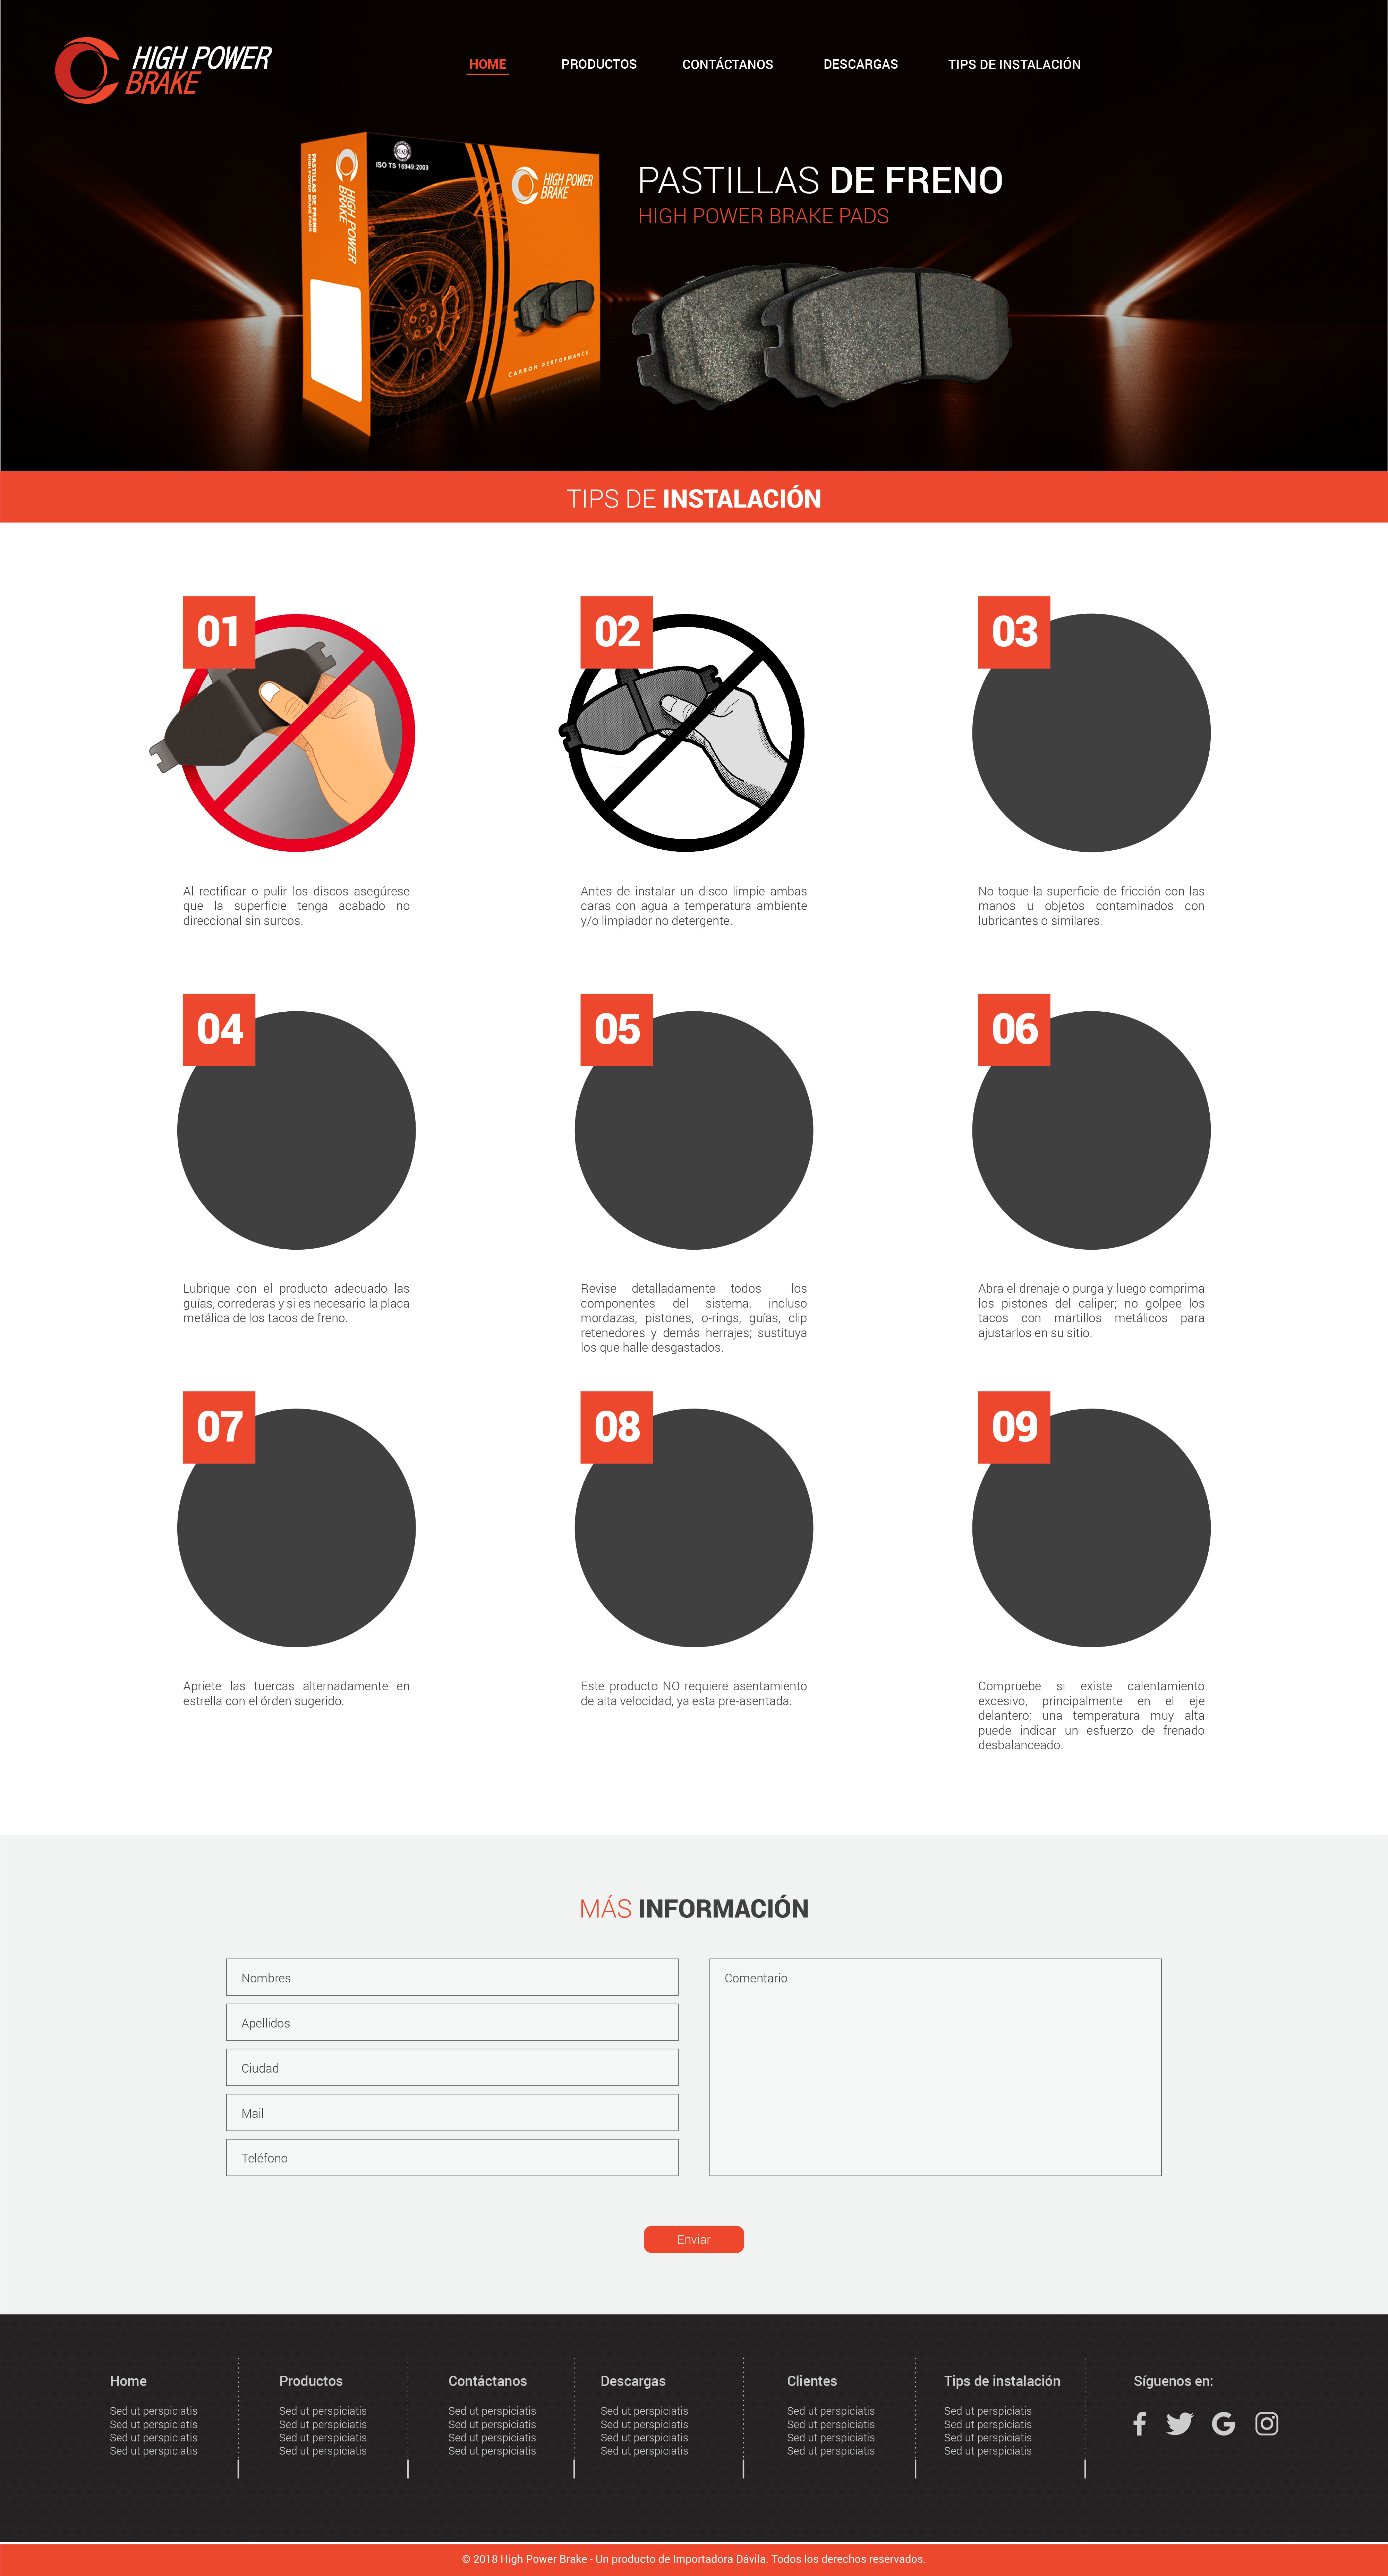 HIGH POWER
BRAKE
HOME
PRODUCTOS
CONTÁCTANOS
DESCARGAS
TIPS DE INSTALACIÓN
PASTILLAS DE FRENO
HIGH POWER BRAKE PADS
PASTILLAS DE FRENO
HIGH POWER BRAKE PADS
HIGH POWER
BRAKE
ISO TS 16949:2009
HIGH POWER
BRAKE
CARBON PERFORMANCE
TIPS DE INSTALACIÓN
01
Al rectificar o pulir los discos asegúrese
que la superficie tenga acabado no
direccional sin surcos.
02
Antes de instalar un disco limpie ambas
caras con agua a temperatura ambiente
y/o limpiador no detergente.
03
No toque la superficie de fricción con las
manos u objetos contaminados con
lubricantes o similares.
04
Lubrique con el producto adecuado las
guías, correderas y si es necesario la placa
metálica de los tacos de freno.
05
Revise detalladamente todos los
componentes del sistema, incluso
mordazas, pistones, o-rings, guías, clip
retenedores y demás herrajes; sustituya
los que halle desgastados.
06
Abra el drenaje o purga y luego comprima
los pistones del caliper; no golpee los
tacos con martillos metálicos para
ajustarlos en su sitio.
07
Apriete las tuercas alternadamente en
estrella con el órden sugerido.
08
Este producto NO requiere asentamiento
de alta velocidad, ya esta pre-asentada.
09
Compruebe si existe calentamiento
excesivo, principalmente en el eje
delantero; una temperatura muy alta
puede indicar un esfuerzo de frenado
desbalanceado.
MÁS INFORMACIÓN
Nombres
Apellidos
Ciudad
Mail
Teléfono
Comentario
Enviar
Home
Sed ut perspiciatis
Sed ut perspiciatis
Sed ut perspiciatis
Sed ut perspiciatis
Productos
Sed ut perspiciatis
Sed ut perspiciatis
Sed ut perspiciatis
Sed ut perspiciatis
Contáctanos
Sed ut perspiciatis
Sed ut perspiciatis
Sed ut perspiciatis
Sed ut perspiciatis
Descargas
Sed ut perspiciatis
Sed ut perspiciatis
Sed ut perspiciatis
Sed ut perspiciatis
Clientes
Sed ut perspiciatis
Sed ut perspiciatis
Sed ut perspiciatis
Sed ut perspiciatis
Tips de instalación
Sed ut perspiciatis
Sed ut perspiciatis
Sed ut perspiciatis
Sed ut perspiciatis
Síguenos en:
© 2018 High Power Brake - Un producto de Importadora Dávila. Todos los derechos reservados.